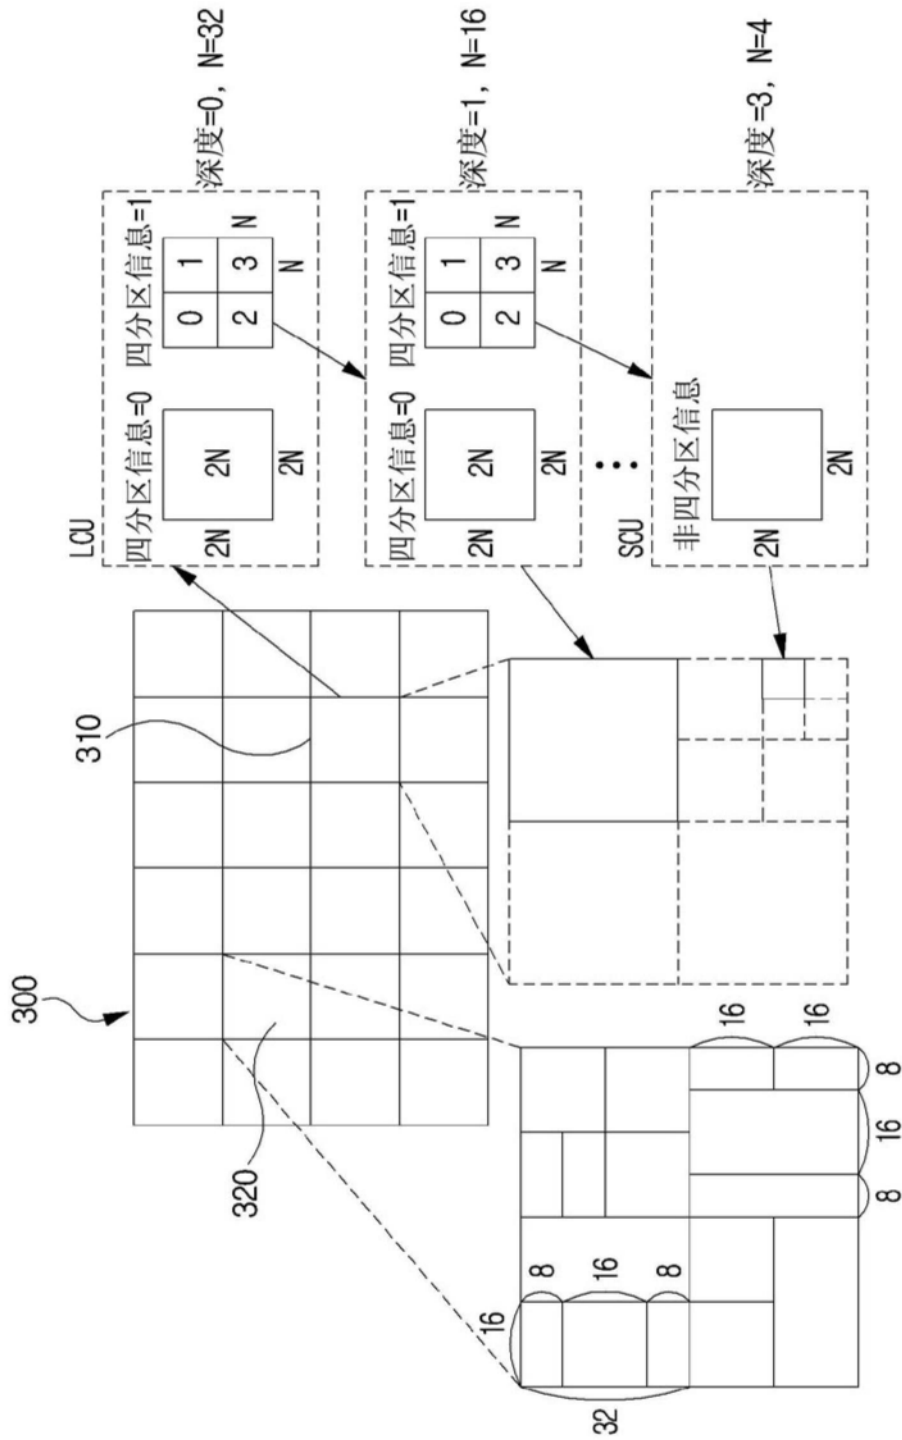 300
310
320
LCU
四分区信息=0
四分区信息=1
2N
2N
2N
0
1
2
3
N
N
深度=0, N=32
四分区信息=0
四分区信息=1
2N
2N
2N
0
1
2
3
N
N
深度=1, N=16
SCU
非四分区信息
2N
2N
深度=3, N=4
16
8
16
8
32
16
16
8
16
8